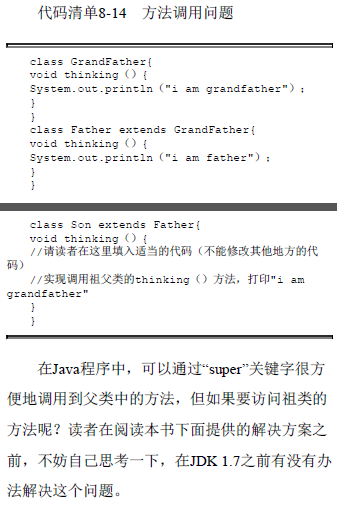 代码清单8-14 方法调用问题
class GrandFather{
void thinking（）{
System.out.println（"i am grandfather"）；
}
}
class Father extends GrandFather{
void thinking（）{
System.out.println（"i am father"）；
}
}
class Son extends Father{
void thinking（）{
//请读者在这里填入适当的代码（不能修改其他地方的代
码）
//实现调用祖父类的thinking（）方法，打印"i am
grandfather"
}
}
在Java程序中，可以通过“super”关键字很方
便地调用到父类中的方法，但如果要访问祖类的
方法呢？读者在阅读本书下面提供的解决方案之
前，不妨自己思考一下，在JDK 1.7之前有没有办
法解决这个问题。